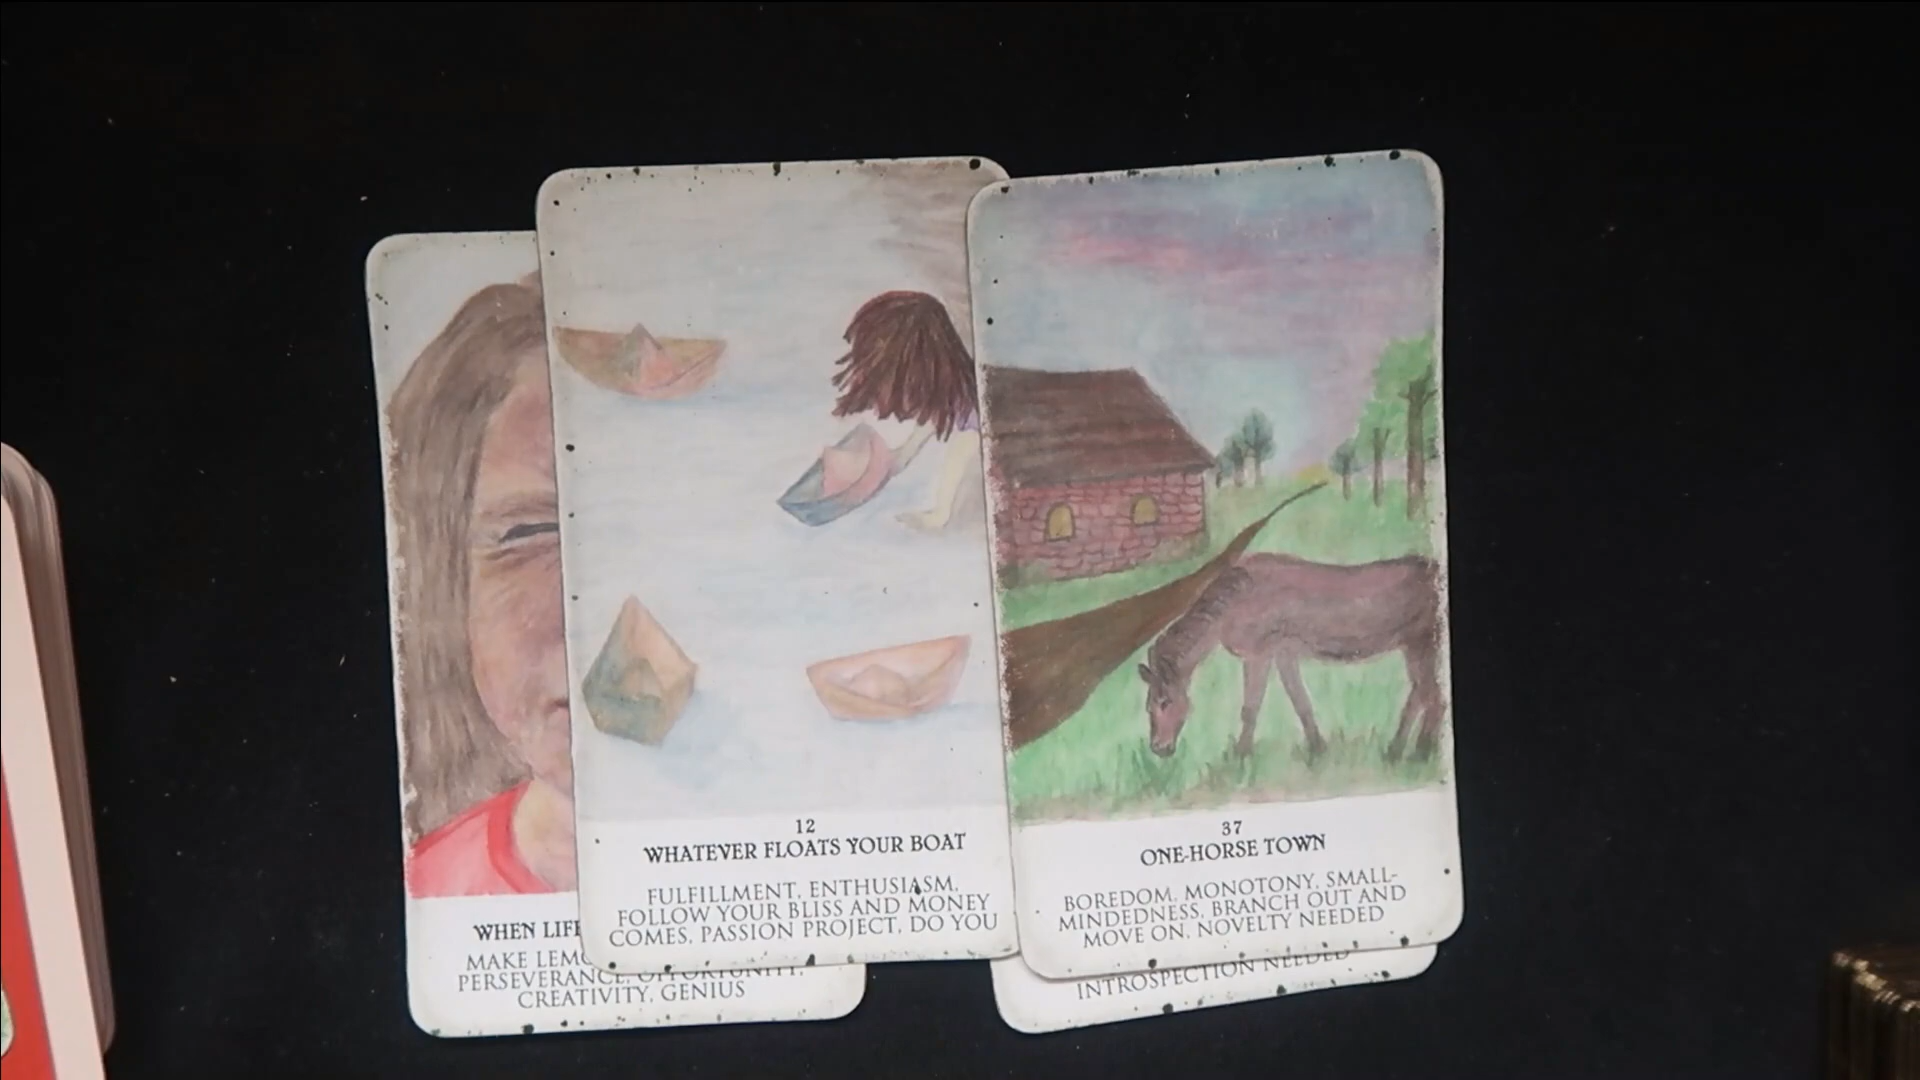 WHEN LIFE
MAKE LEMO
PERSEVERANCE, OPPORTUNITY,
CREATIVITY, GENIUS
12
WHATEVER FLOATS YOUR BOAT
FULFILLMENT, ENTHUSIASM,
FOLLOW YOUR BLISS AND MONEY
COMES, PASSION PROJECT, DO YOU
37
ONE-HORSE TOWN
BOREDOM, MONOTONY, SMALL-
MINDEDNESS, BRANCH OUT AND
MOVE ON, NOVELTY NEEDED
INTROSPECTION NEEDED